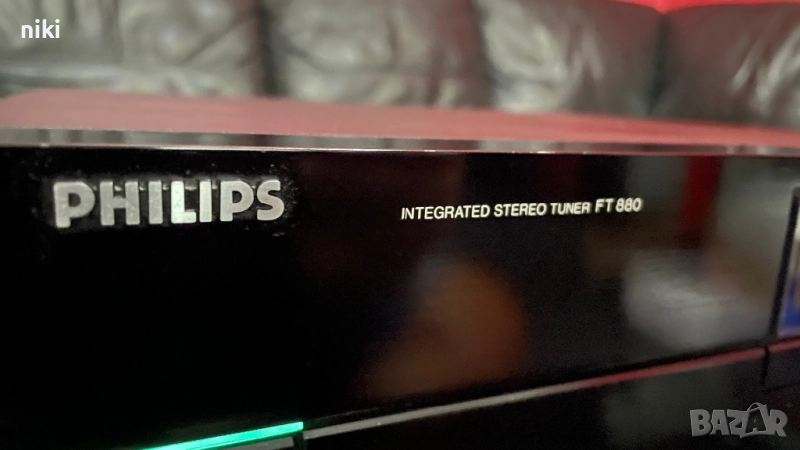 niki
PHILIPS
INTEGRATED STEREO TUNER FT 880
BAZAR